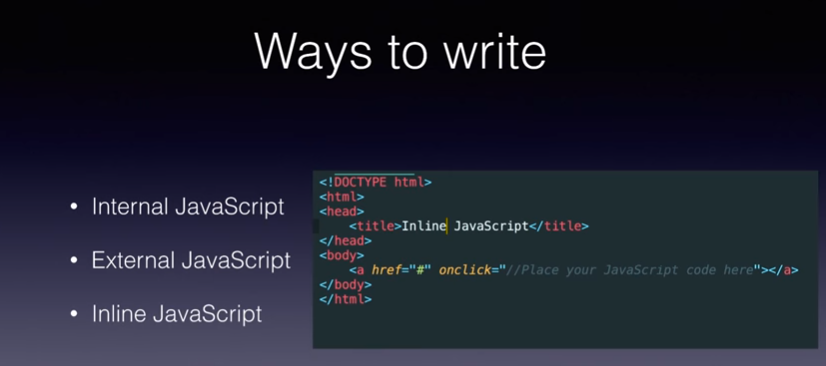 Ways to write
• Internal JavaScript
• External JavaScript
• Inline JavaScript
<!DOCTYPE html>
<html>
<head>
    <title>Inline JavaScript</title>
</head>
<body>
    <a href="#" onclick="//Place your JavaScript code here"></a>
</body>
</html>